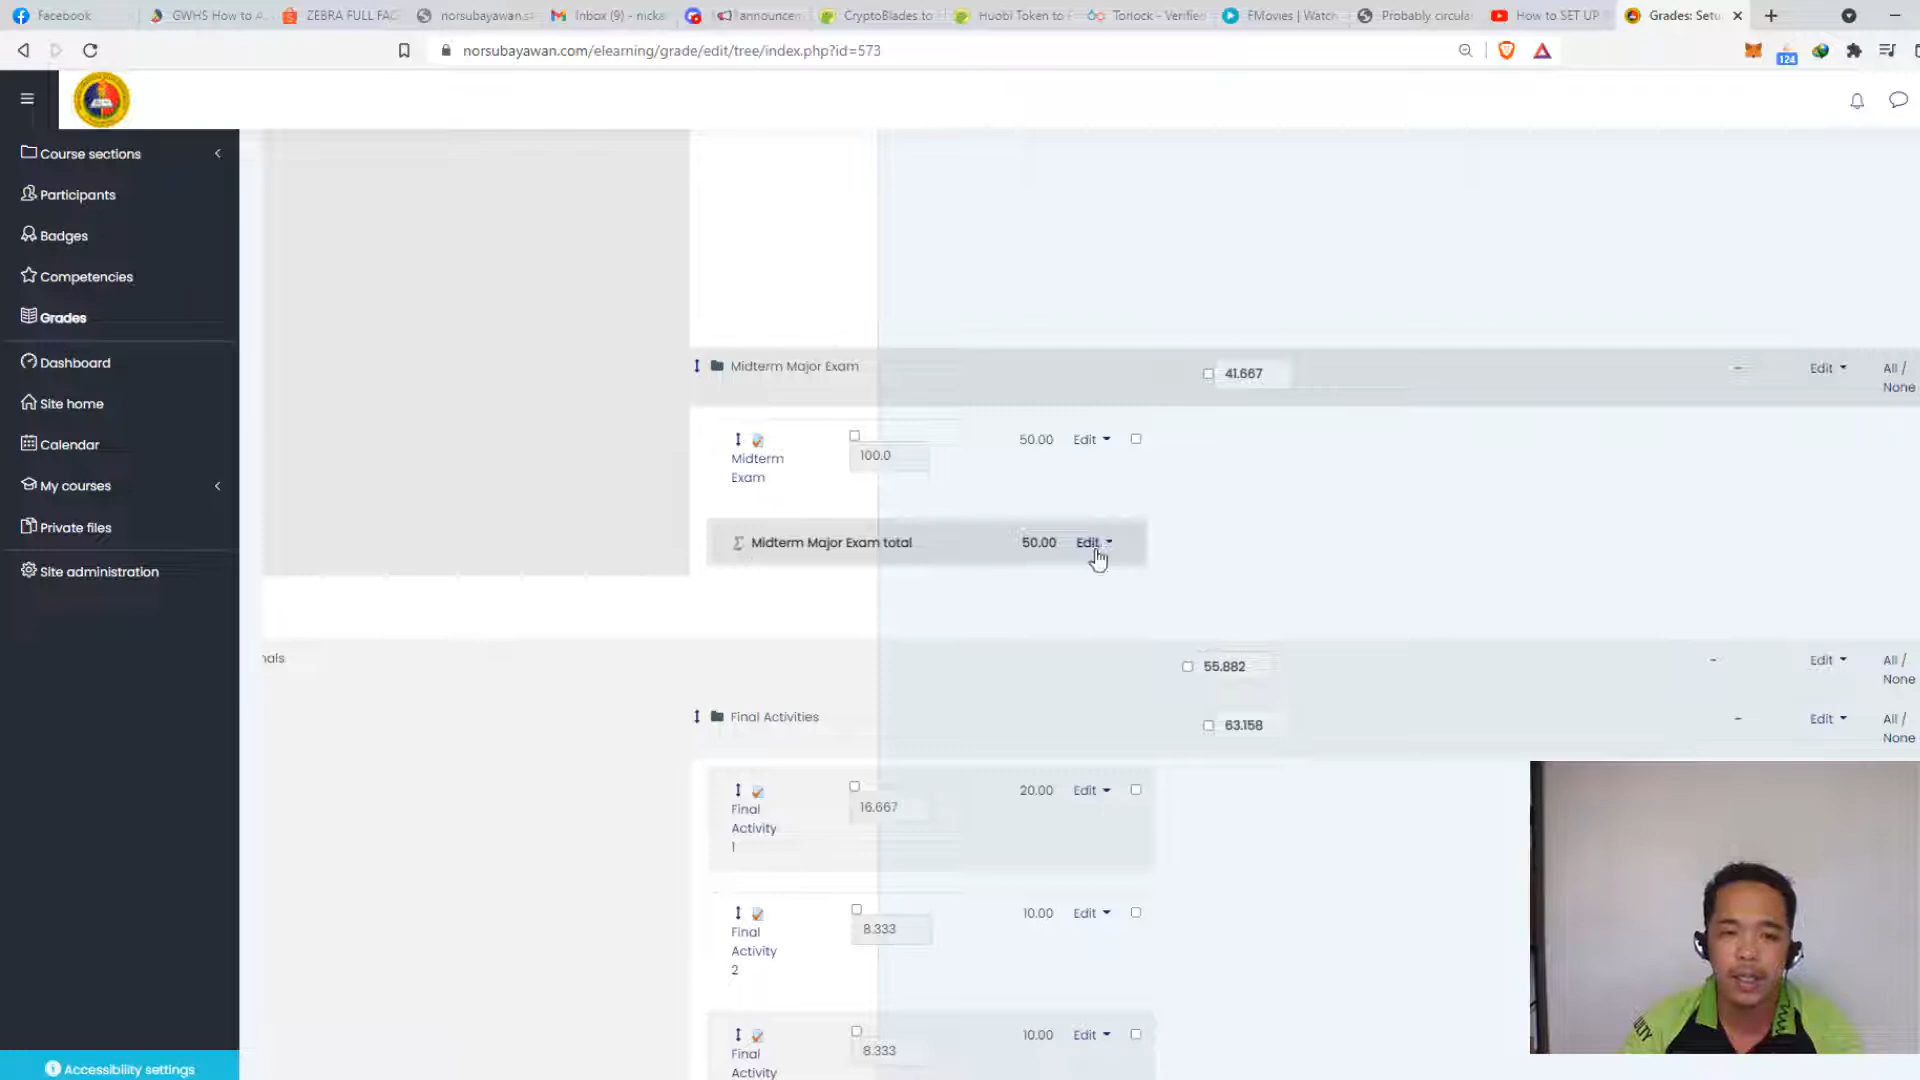 Facebook
GWHS How to A
ZEBRA FULL FAC
norsubayawan.s
Inbox (9) - nicka
announcem
CryptoBlades to
Huobi Token to
Torlock - Verifie
FMovies | Watch
Probably circula
How to SET UP
Grades: Setu
norsubayawan.com/elearning/grade/edit/tree/index.php?id=573
124
Course sections
Participants
Badges
Competencies
Grades
Dashboard
Site home
Calendar
My courses
Private files
Site administration
Accessibility settings
Midterm Major Exam
41.667
-
Edit
All /
None
Midterm
Exam
100.0
50.00
Edit
Midterm Major Exam total
50.00
Edit
nals
55.882
-
Edit
All /
None
Final Activities
63.158
-
Edit
All /
None
Final
Activity
1
16.667
20.00
Edit
Final
Activity
2
8.333
10.00
Edit
Final
Activity
8.333
10.00
Edit